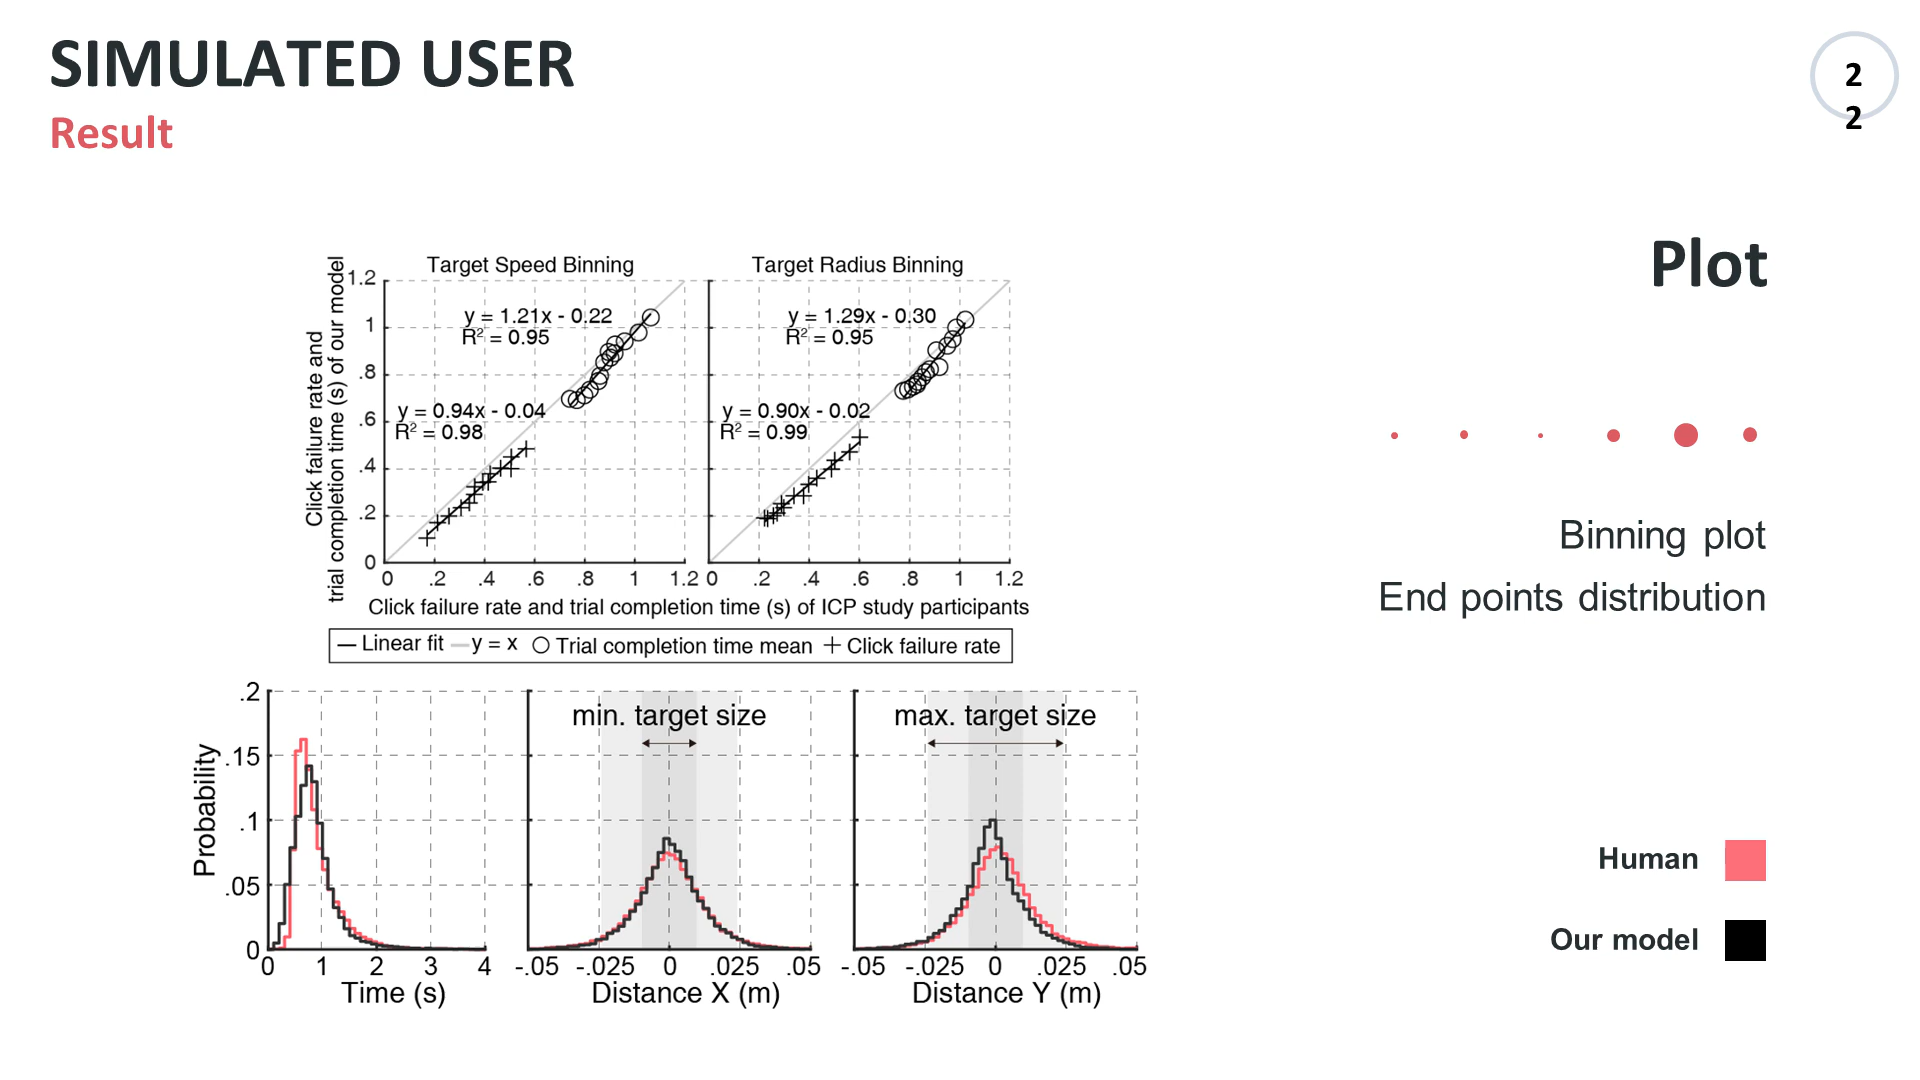 SIMULATED USER
Result
2
2
Click failure rate and
trial completion time (s) of our model
Target Speed Binning
Target Radius Binning
1.2
1
.8
.6
.4
.2
0
y = 1.21x - 0.22
R² = 0.95
y = 0.94x - 0.04
R² = 0.98
y = 1.29x - 0.30
R² = 0.95
y = 0.90x - 0.02
R² = 0.99
0 .2 .4 .6 .8 1 1.2
0 .2 .4 .6 .8 1 1.2
Click failure rate and trial completion time (s) of ICP study participants
Linear fit y = x Trial completion time mean Click failure rate
Probability
.2
.15
.1
.05
0
min. target size
max. target size
0 1 2 3 4
-.05 -.025 0 .025 .05
-.05 -.025 0 .025 .05
Time (s)
Distance X (m)
Distance Y (m)
Plot
Binning plot
End points distribution
Human
Our model